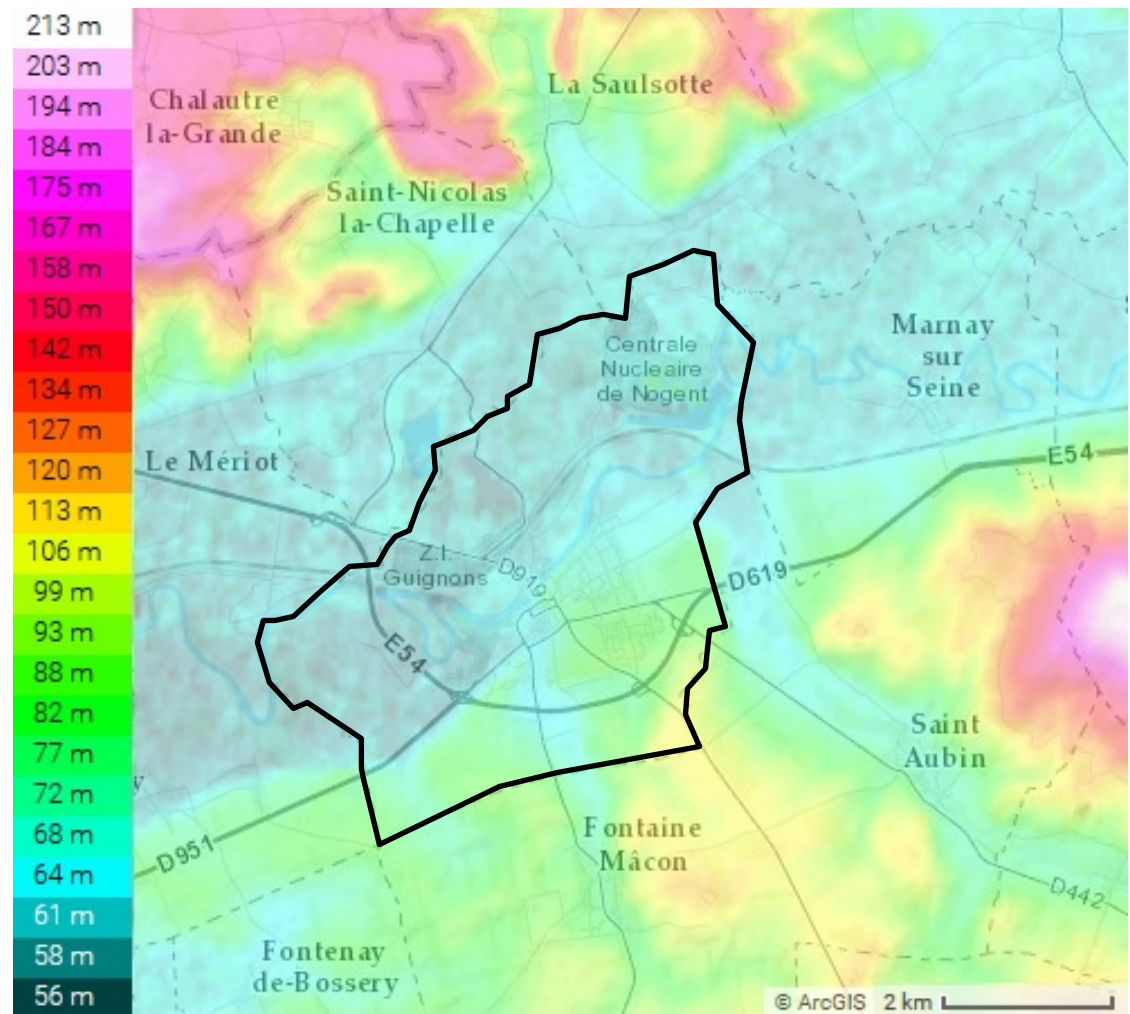 213 m
203 m
194 m
184 m
175 m
167 m
158 m
150 m
142 m
134 m
127 m
120 m
113 m
106 m
99 m
93 m
88 m
82 m
77 m
72 m
68 m
64 m
61 m
58 m
56 m
La Saulsotte
Chalautre
la-Grande
Saint-Nicolas
la-Chapelle
Centrale
Nucleaire
de Nogent
Marnay
sur
Seine
Le Mériot
E54
Z.I.
Guignons
D919
D619
E54
Saint
Aubin
Fontaine
Mâcon
D951
D442
Fontenay
de-Bossery
© ArcGIS 2 km